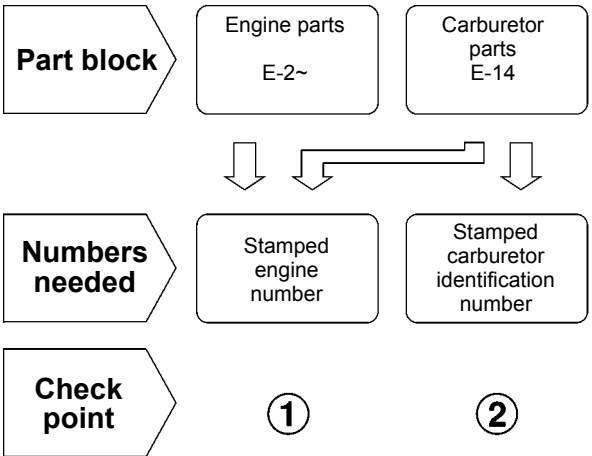 Part block
Engine parts
E-2~
Carburetor
parts
E-14
Numbers
needed
Stamped
engine
number
Stamped
carburetor
identification
number
Check
point
①
②